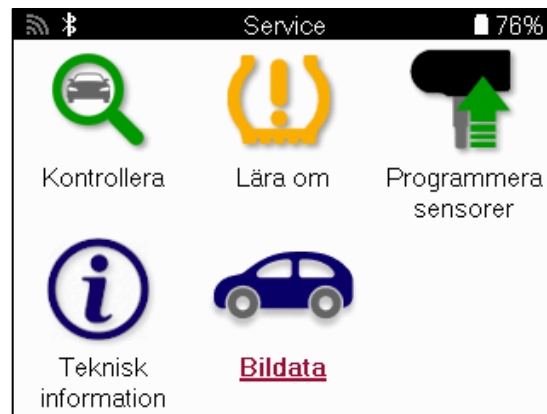 Service 76%
Kontrollera Lära om Programmera
sensorer
Teknisk
information Bildata